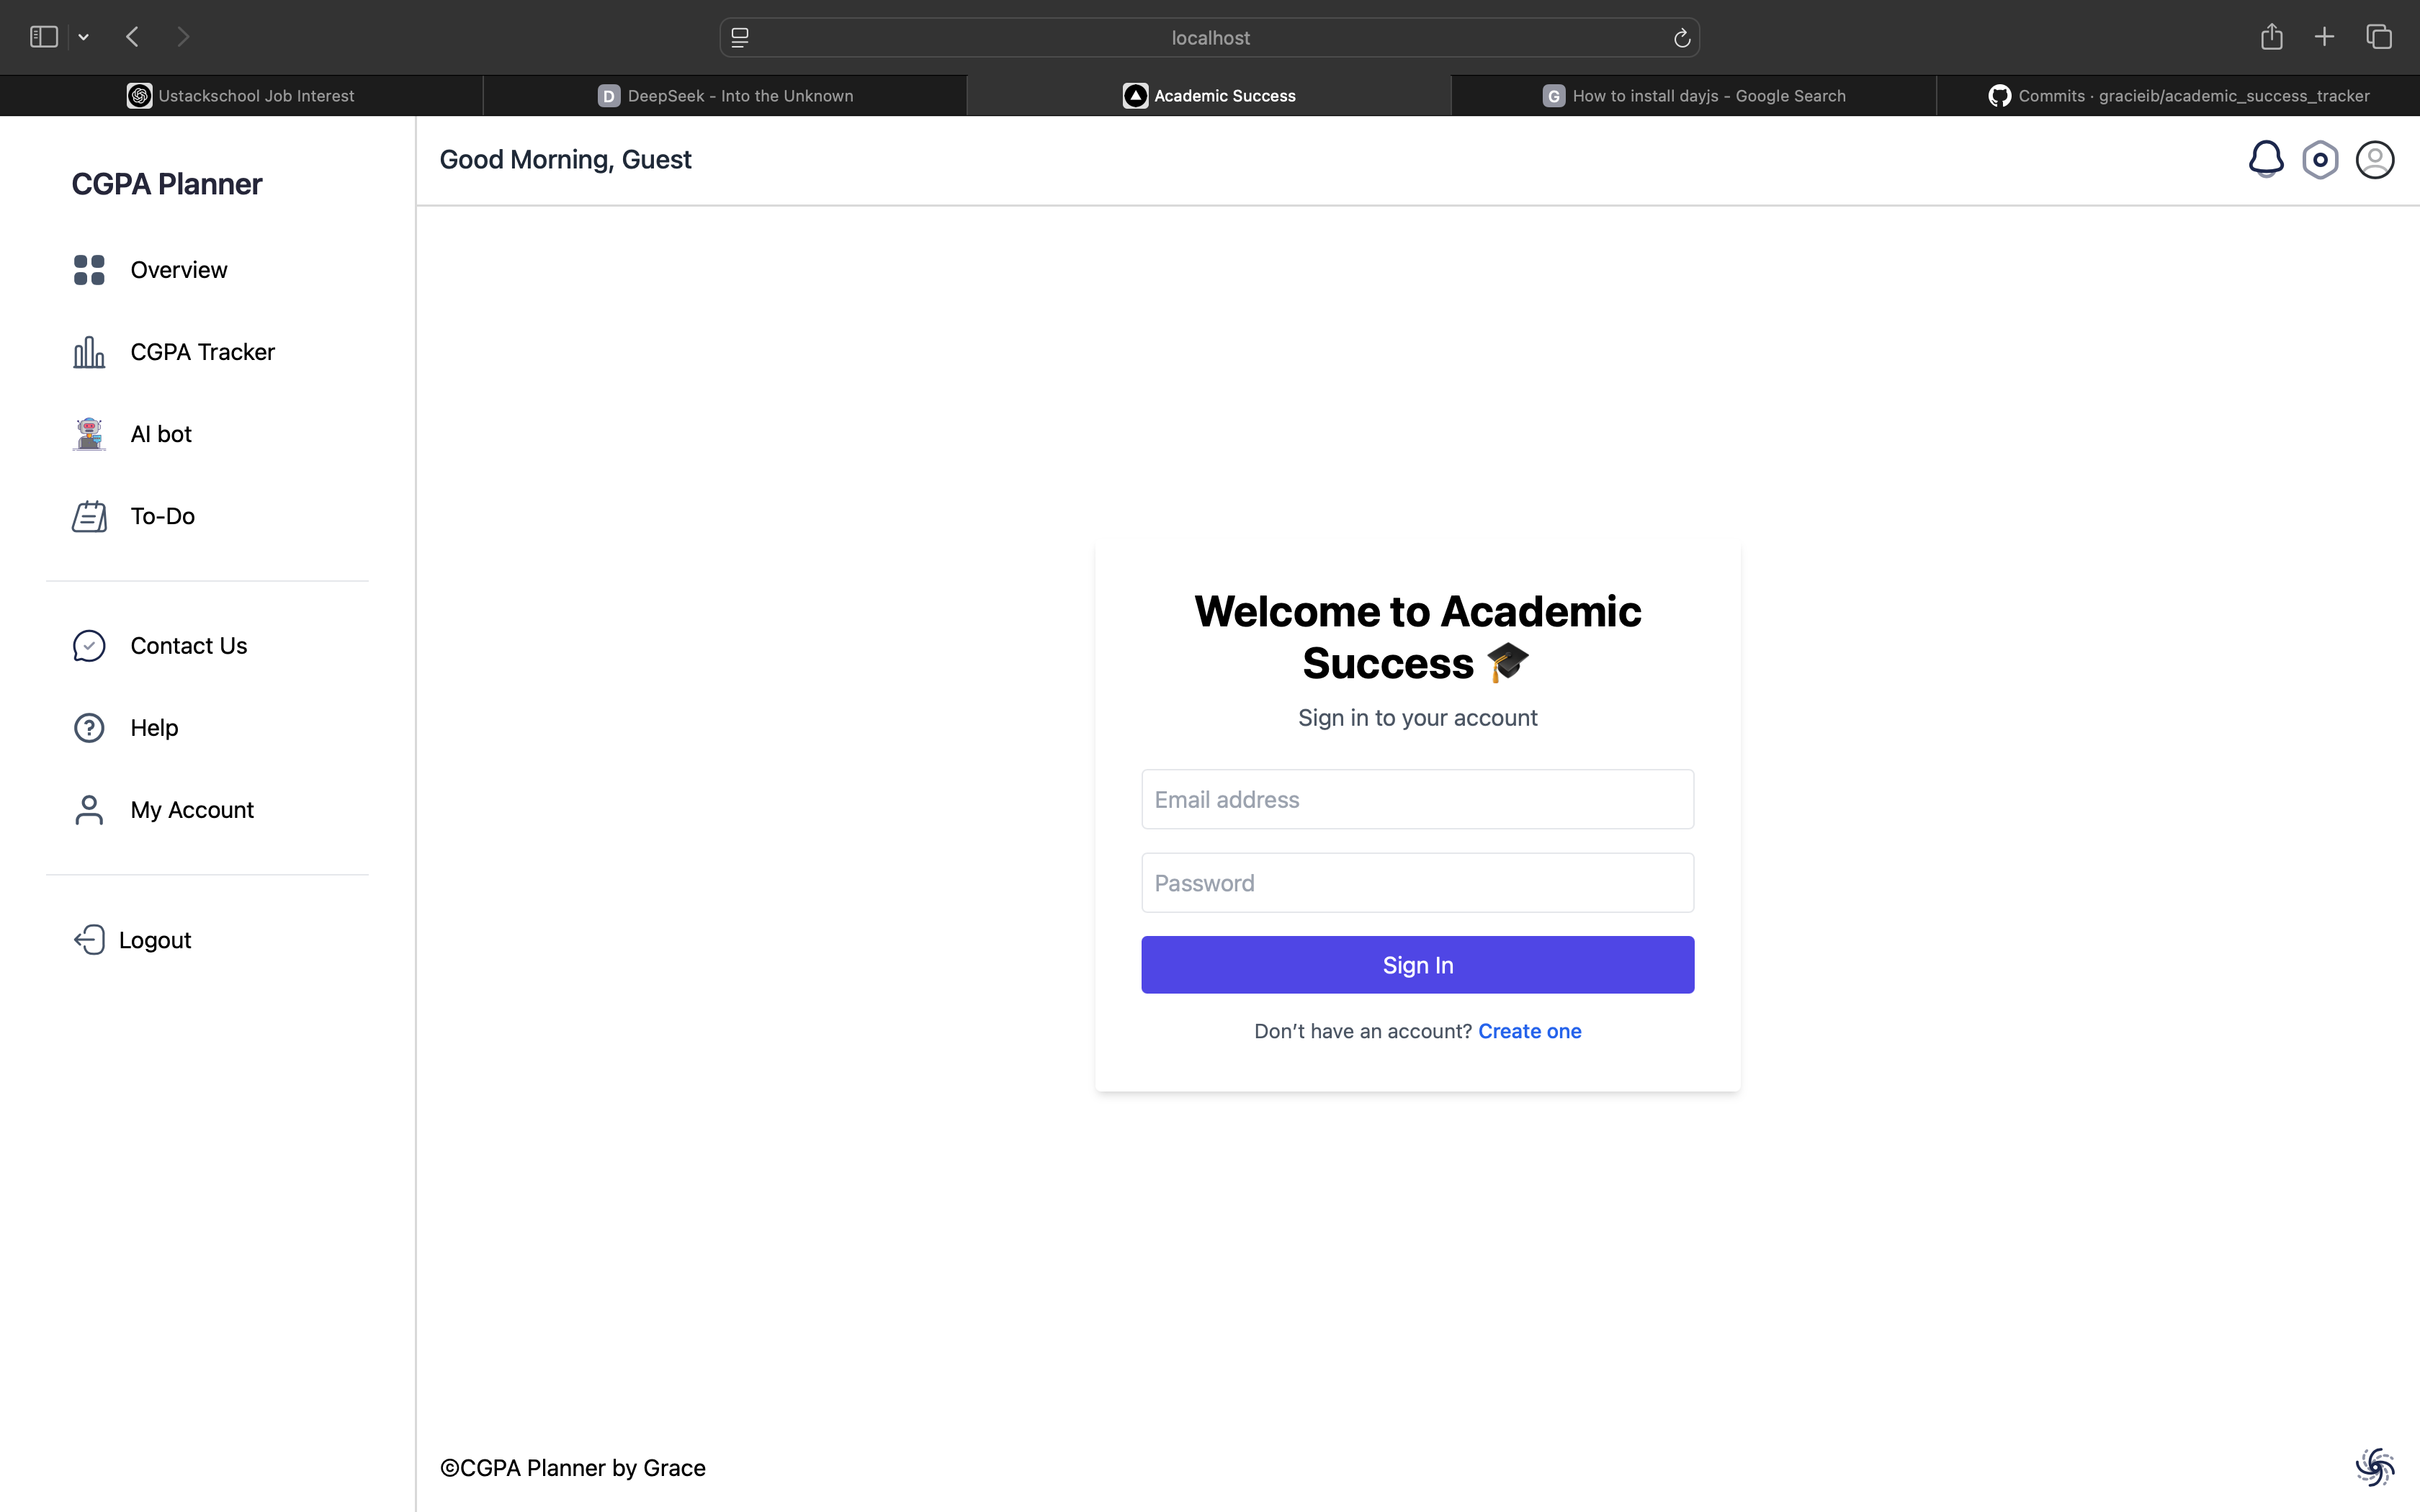 localhost
Ustackschool Job Interest
D DeepSeek - Into the Unknown
Academic Success
G How to install dayjs - Google Search
Commits · gracieib/academic_success_tracker
CGPA Planner
Overview
CGPA Tracker
AI bot
To-Do
Contact Us
Help
My Account
Logout
Good Morning, Guest
Welcome to Academic
Success 🎓
Sign in to your account
Email address
Password
Sign In
Don’t have an account? Create one
©CGPA Planner by Grace